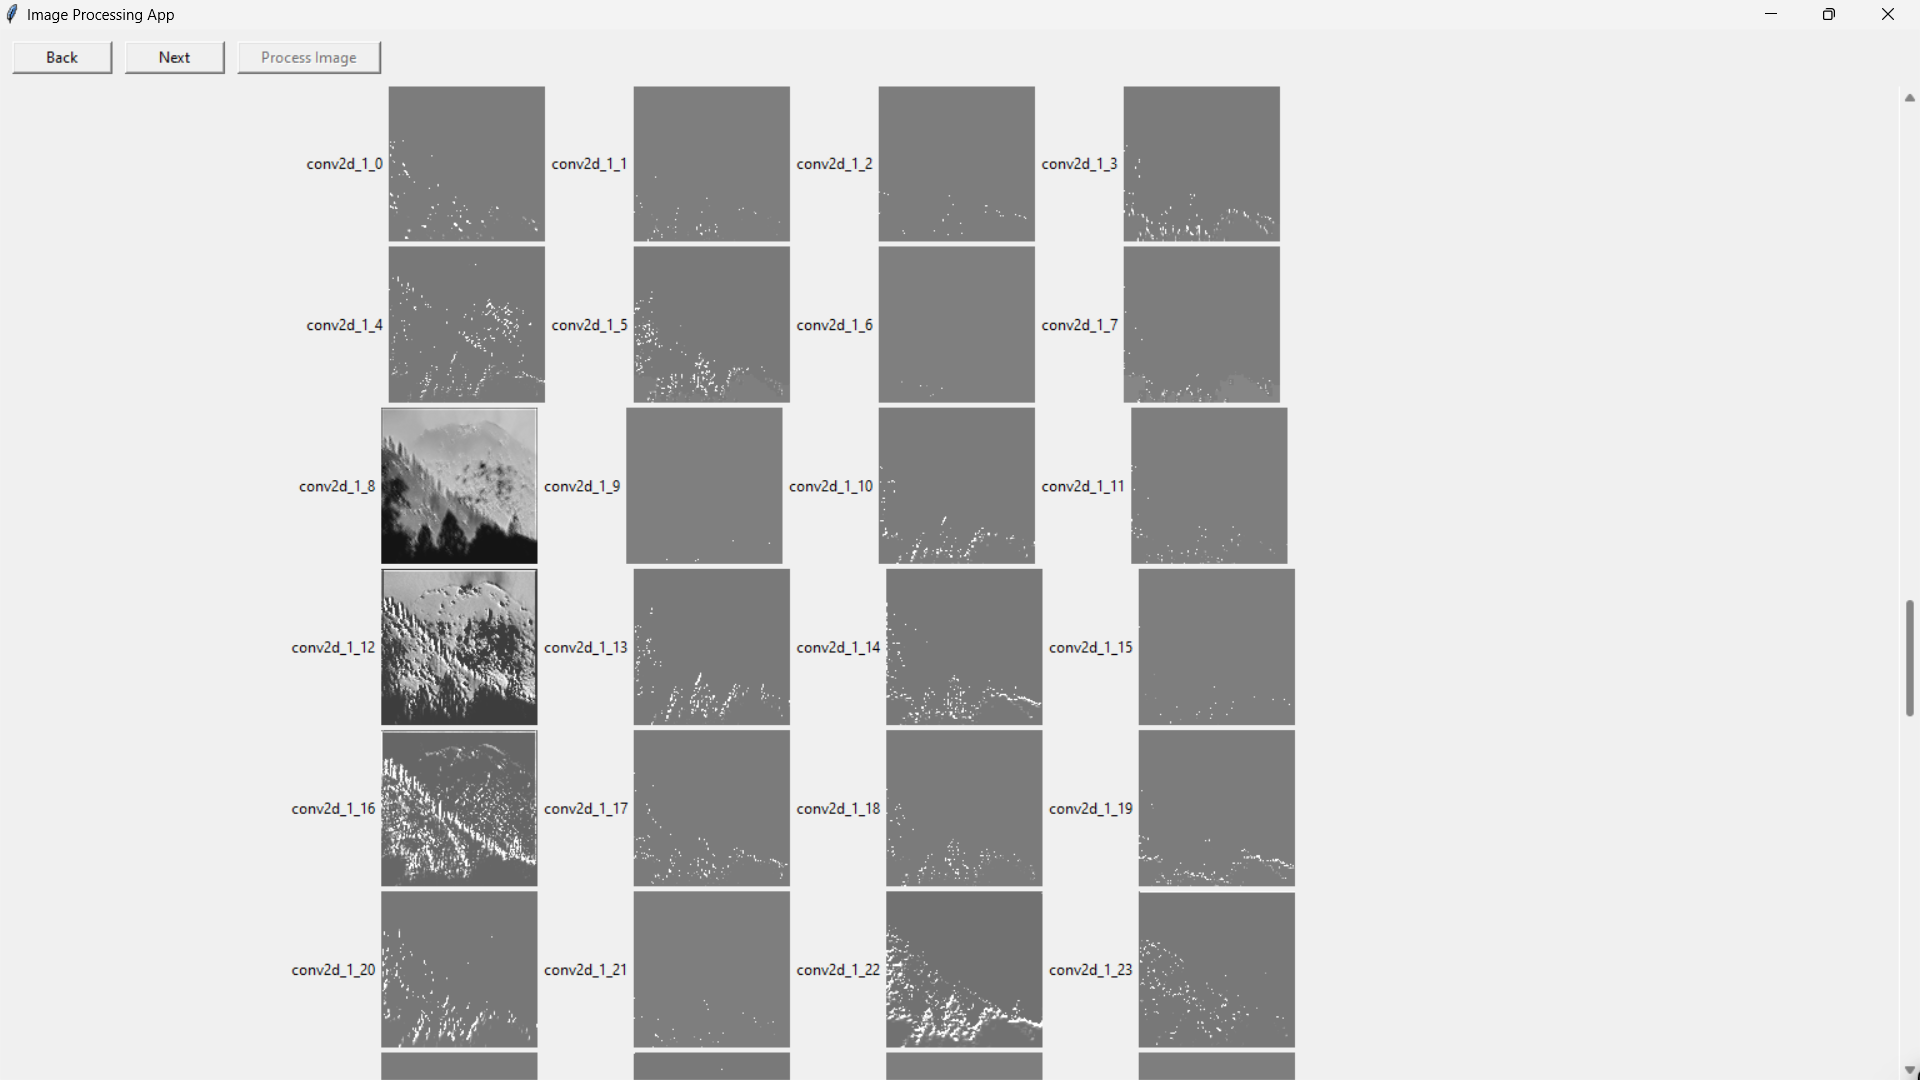 Image Processing App
Back Next Process Image
conv2d_1_0 conv2d_1_1 conv2d_1_2 conv2d_1_3
conv2d_1_4 conv2d_1_5 conv2d_1_6 conv2d_1_7
conv2d_1_8 conv2d_1_9 conv2d_1_10 conv2d_1_11
conv2d_1_12 conv2d_1_13 conv2d_1_14 conv2d_1_15
conv2d_1_16 conv2d_1_17 conv2d_1_18 conv2d_1_19
conv2d_1_20 conv2d_1_21 conv2d_1_22 conv2d_1_23